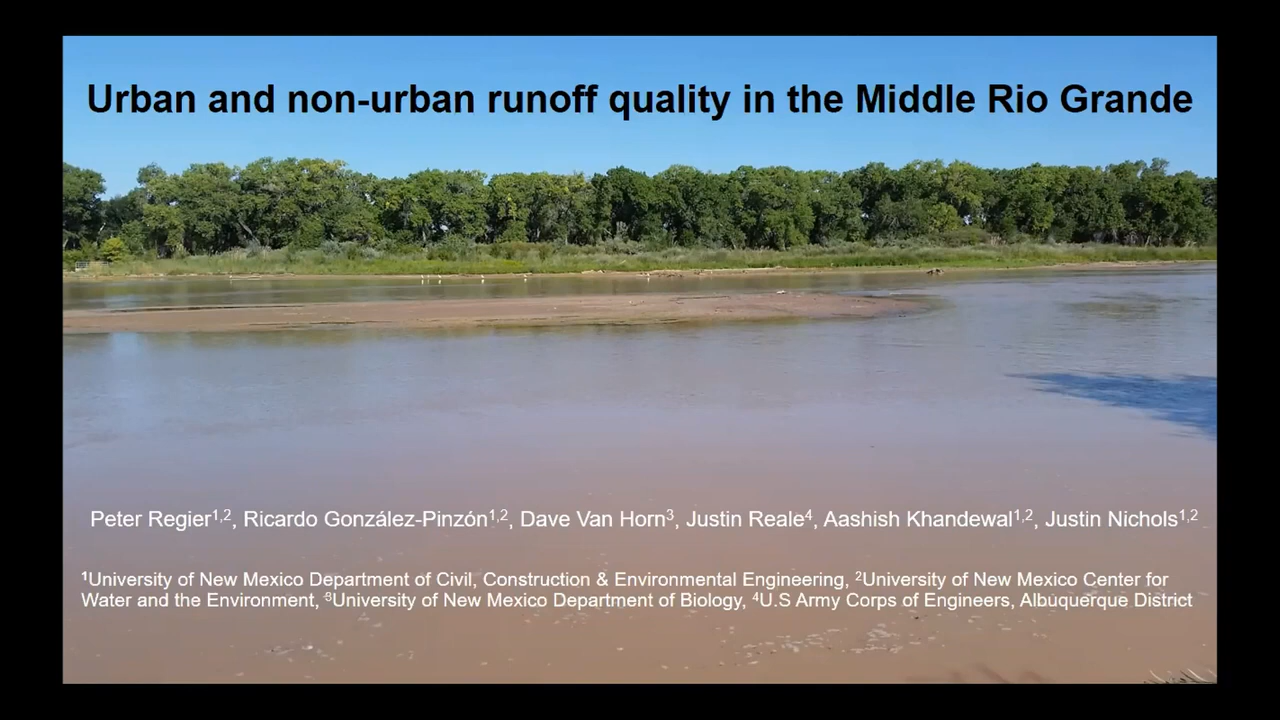 Urban and non-urban runoff quality in the Middle Rio Grande
Peter Regier1,2, Ricardo González-Pinzón1,2, Dave Van Horn3, Justin Reale4, Aashish Khandewal1,2, Justin Nichols1,2
1University of New Mexico Department of Civil, Construction & Environmental Engineering, 2University of New Mexico Center for
Water and the Environment, 3University of New Mexico Department of Biology, 4U.S Army Corps of Engineers, Albuquerque District